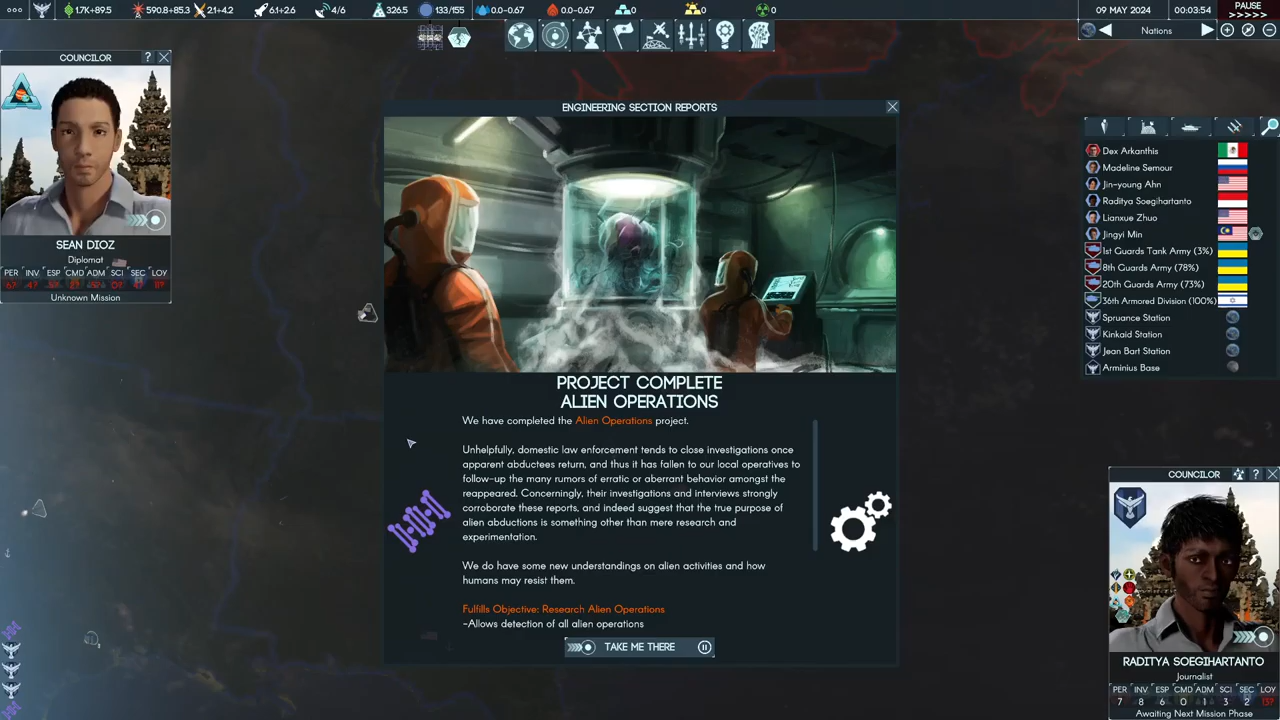 1.7K+89.5
590.8+85.3
2.1+4.2
6.1+2.6
4/6
326.5
133/155
0.0-0.67
0.0-0.67
0
0
0
09 MAY 2024
00:03:54
PAUSE
>>>>>
Nations
COUNCILOR
?
SEAN DIOZ
Diplomat
PER INV ESP CMD ADM SCI SEC LOY
Unknown Mission
ENGINEERING SECTION REPORTS
PROJECT COMPLETE
ALIEN OPERATIONS
We have completed the Alien Operations project.
Unhelpfully, domestic law enforcement tends to close investigations once
apparent abductees return, and thus it has fallen to our local operatives to
follow-up the many rumors of erratic or aberrant behavior amongst the
reappeared. Concerningly, their investigations and interviews strongly
corroborate these reports, and indeed suggest that the true purpose of
alien abductions is something other than mere research and
experimentation.
We do have some new understandings on alien activities and how
humans may resist them.
Fulfills Objective: Research Alien Operations
-Allows detection of all alien operations
TAKE ME THERE
Dex Arkanthis
Madeline Semour
Jin-young Ahn
Raditya Soegihartanto
Lianxue Zhuo
Jingyi Min
1st Guards Tank Army (3%)
8th Guards Army (78%)
20th Guards Army (73%)
36th Armored Division (100%)
Spruance Station
Kinkaid Station
Jean Bart Station
Arminius Base
COUNCILOR
?
RADITYA SOEGIHARTANTO
Journalist
PER INV ESP CMD ADM SCI SEC LOY
7 8 6 0 1 3 2 13?
Awaiting Next Mission Phase